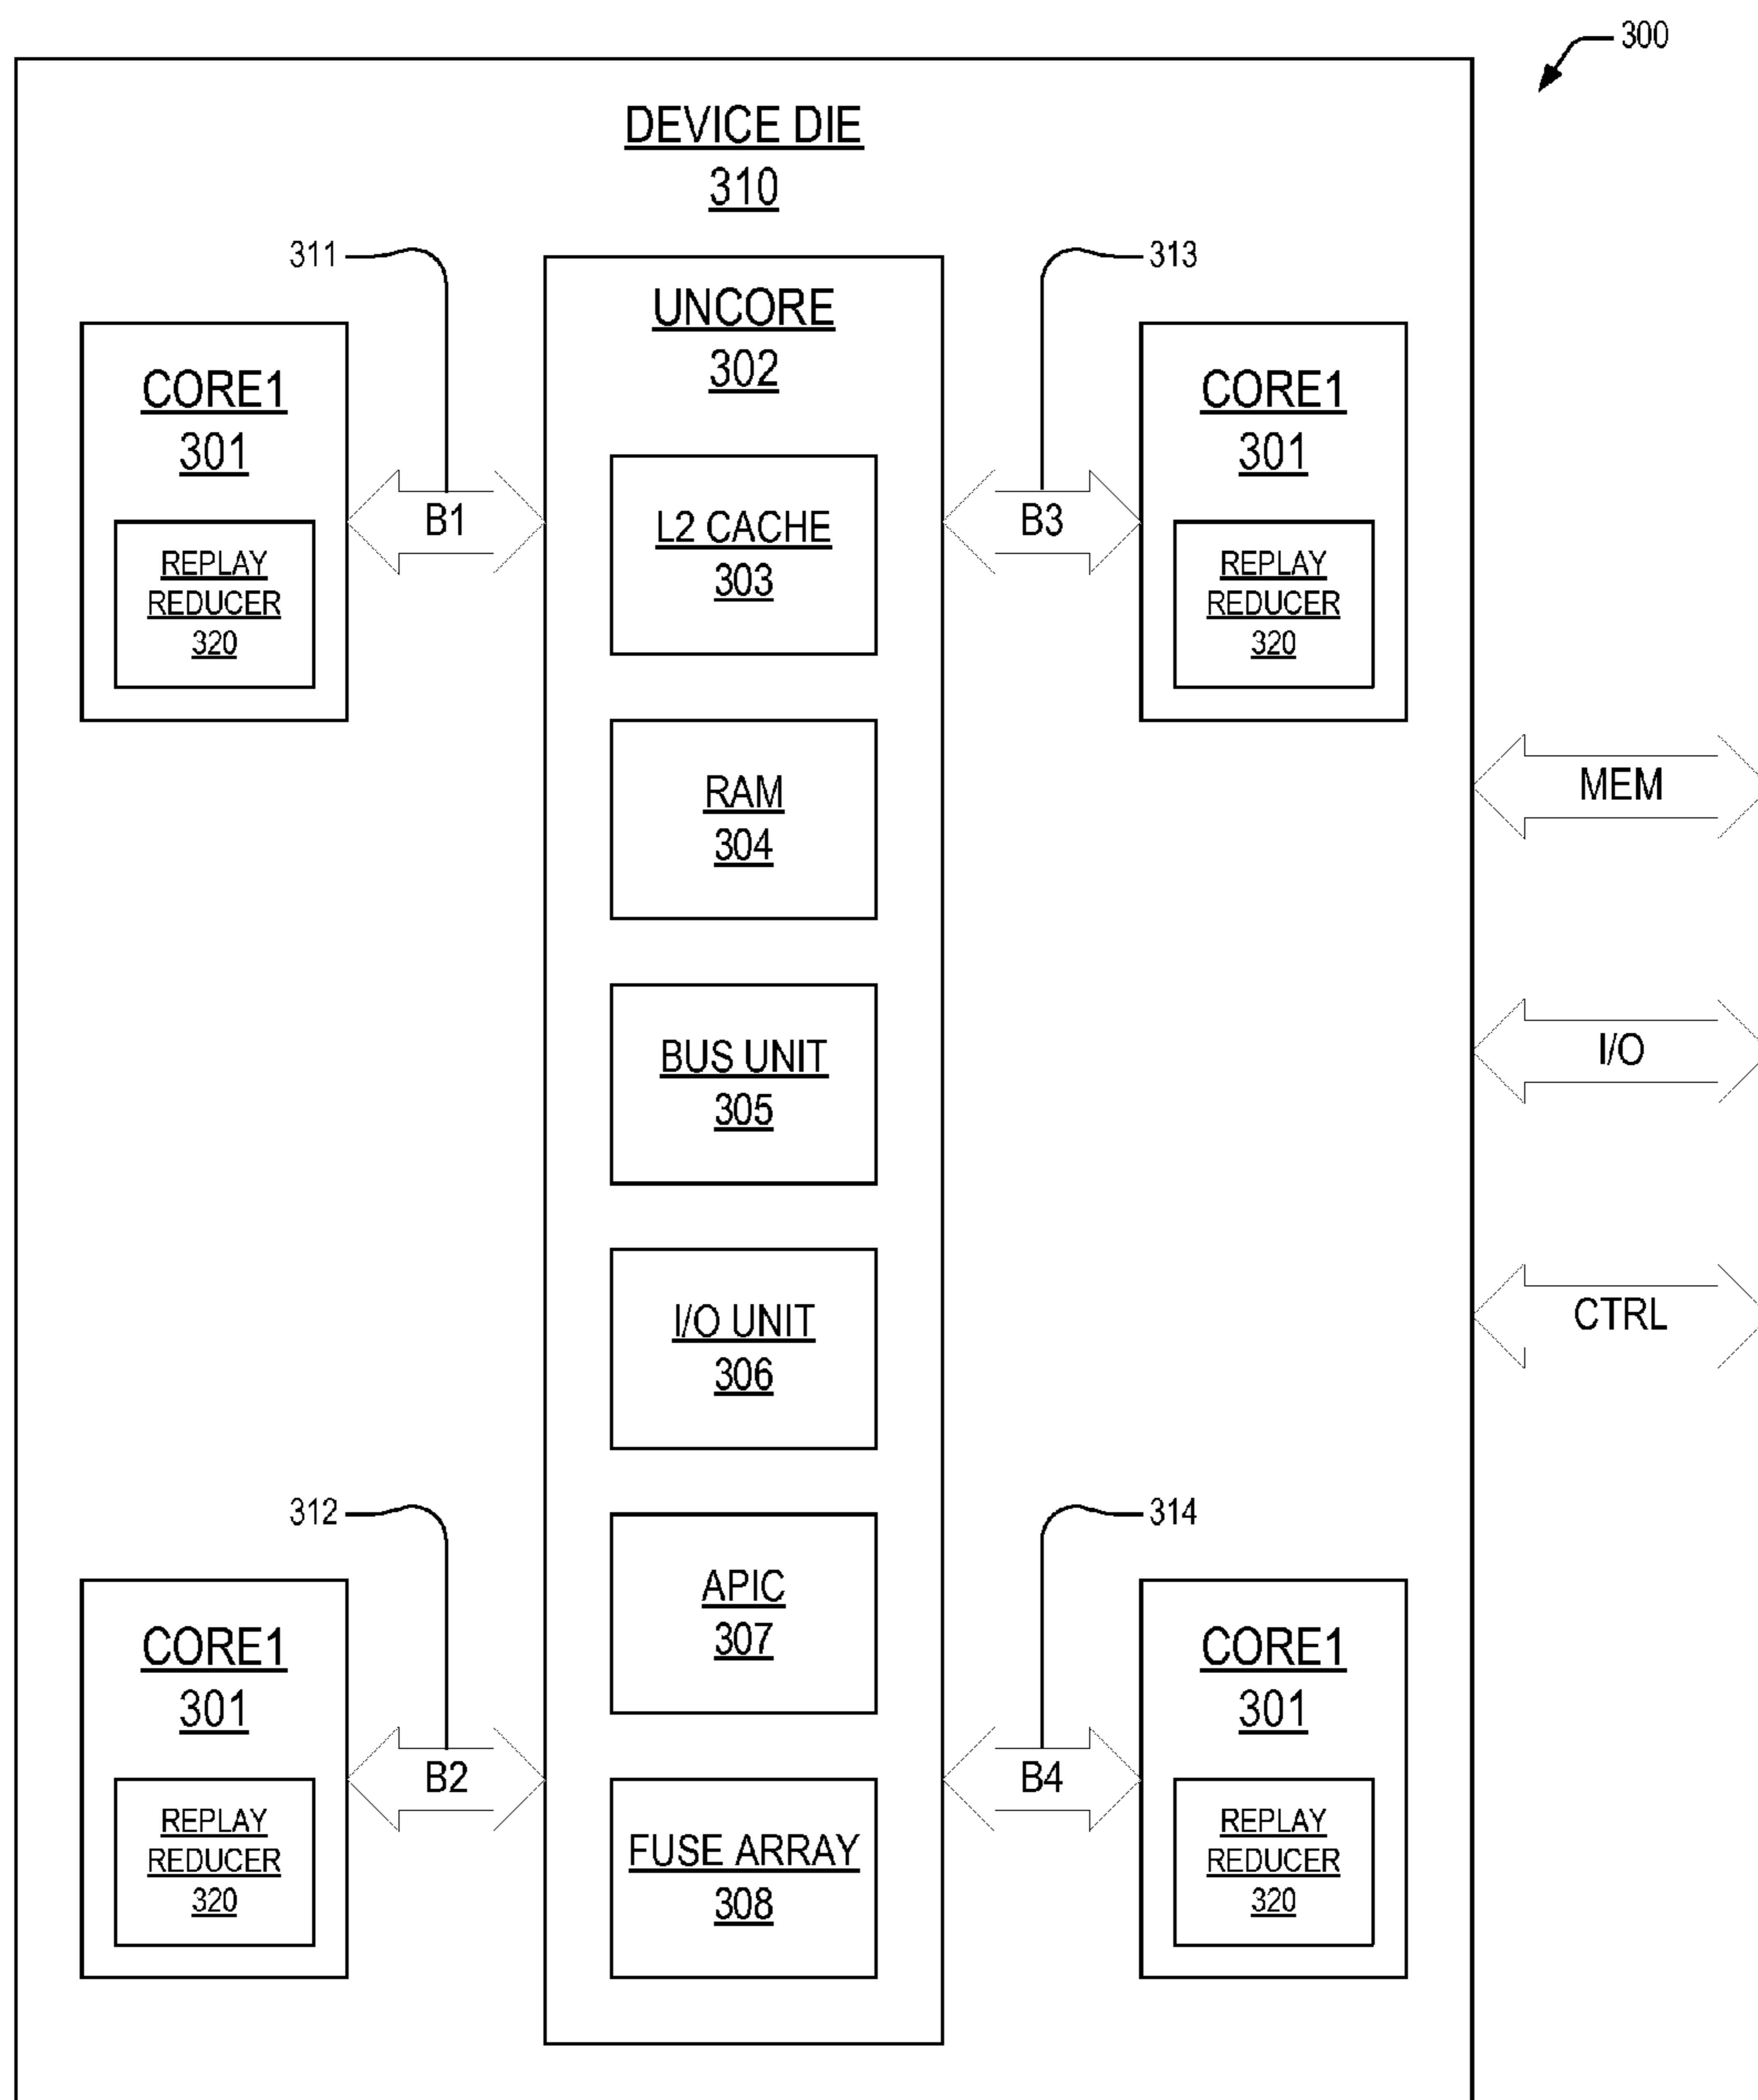 300
DEVICE DIE
310
311
313
UNCORE
302
CORE1
301
REPLAY
REDUCER
320
B1
L2 CACHE
303
B3
CORE1
301
REPLAY
REDUCER
320
RAM
304
MEM
BUS UNIT
305
I/O
I/O UNIT
306
CTRL
312
314
APIC
307
CORE1
301
REPLAY
REDUCER
320
B2
FUSE ARRAY
308
B4
CORE1
301
REPLAY
REDUCER
320